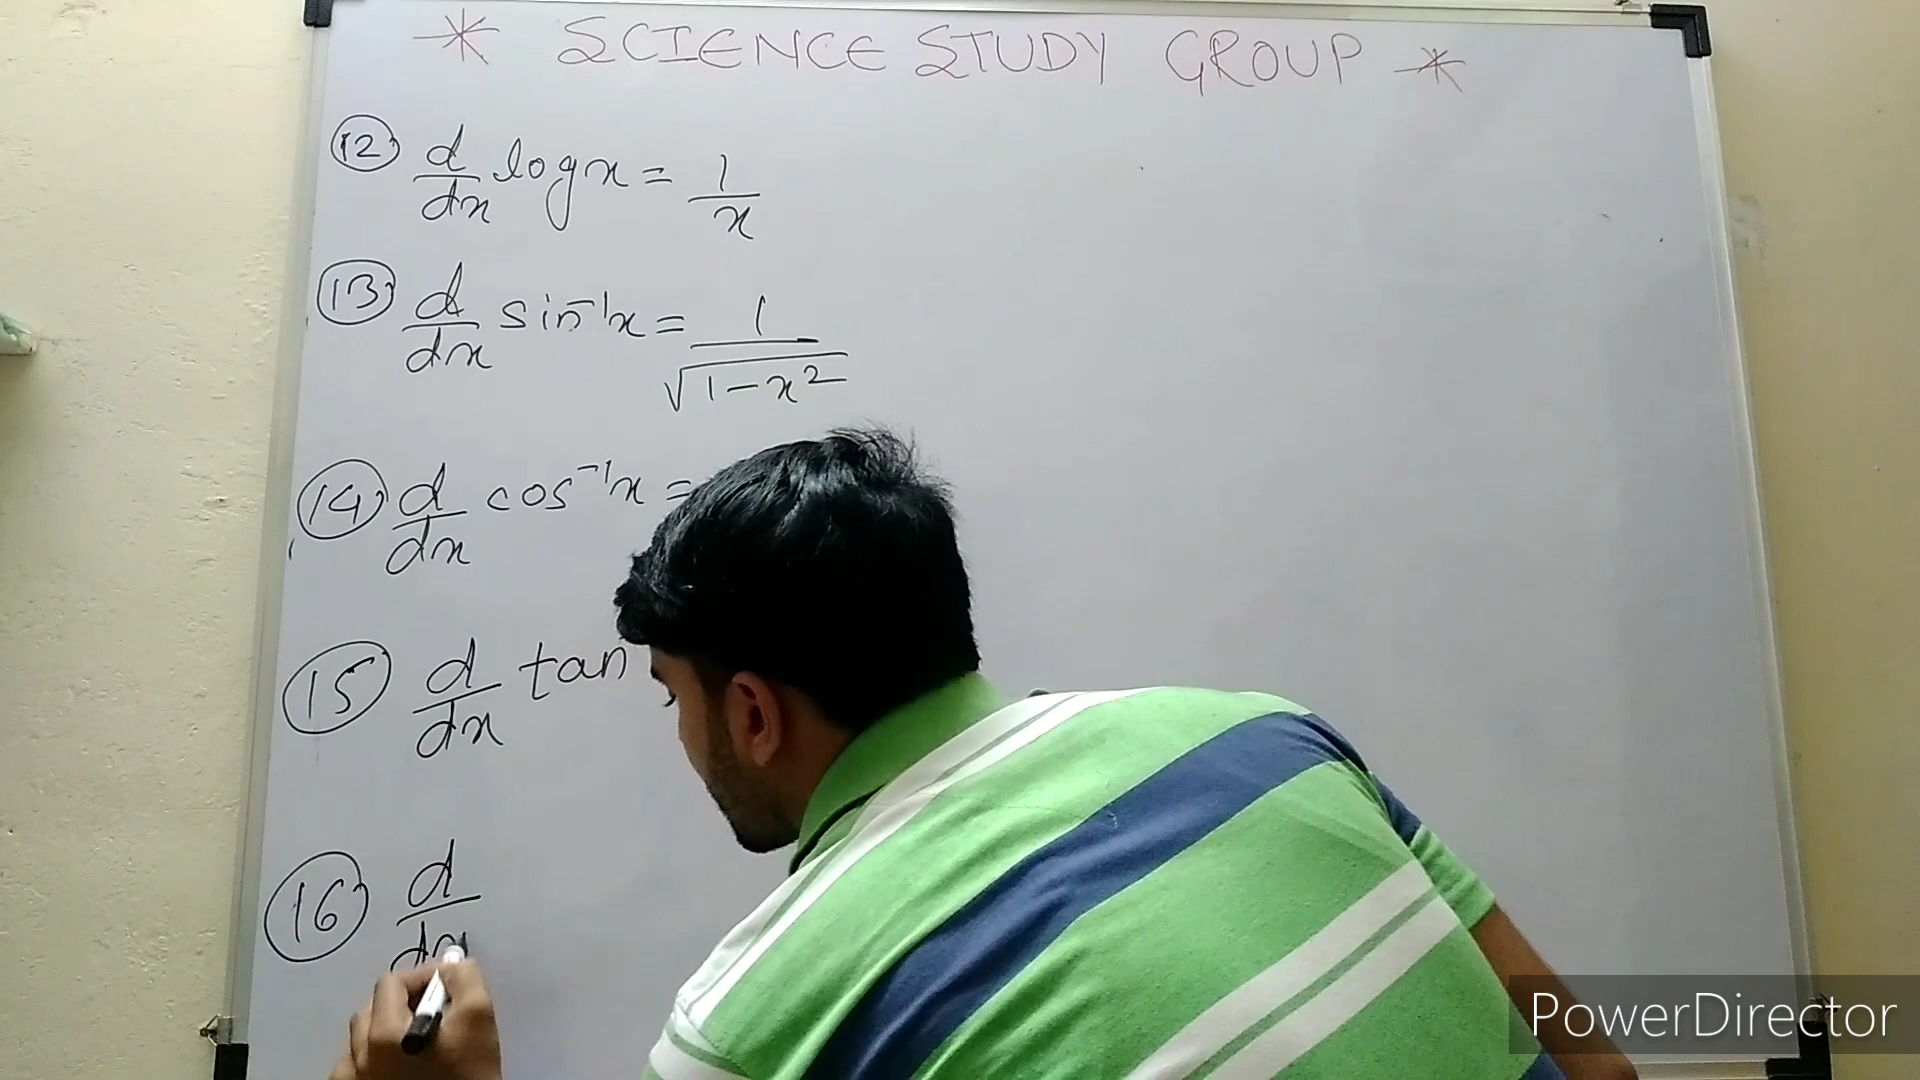 * SCIENCE STUDY GROUP *
12 d/dx log x = 1/x
13 d/dx sin⁻¹x = 1/√1-x²
14 d/dx cos⁻¹x =
15 d/dx tan
16 d/dx
PowerDirector